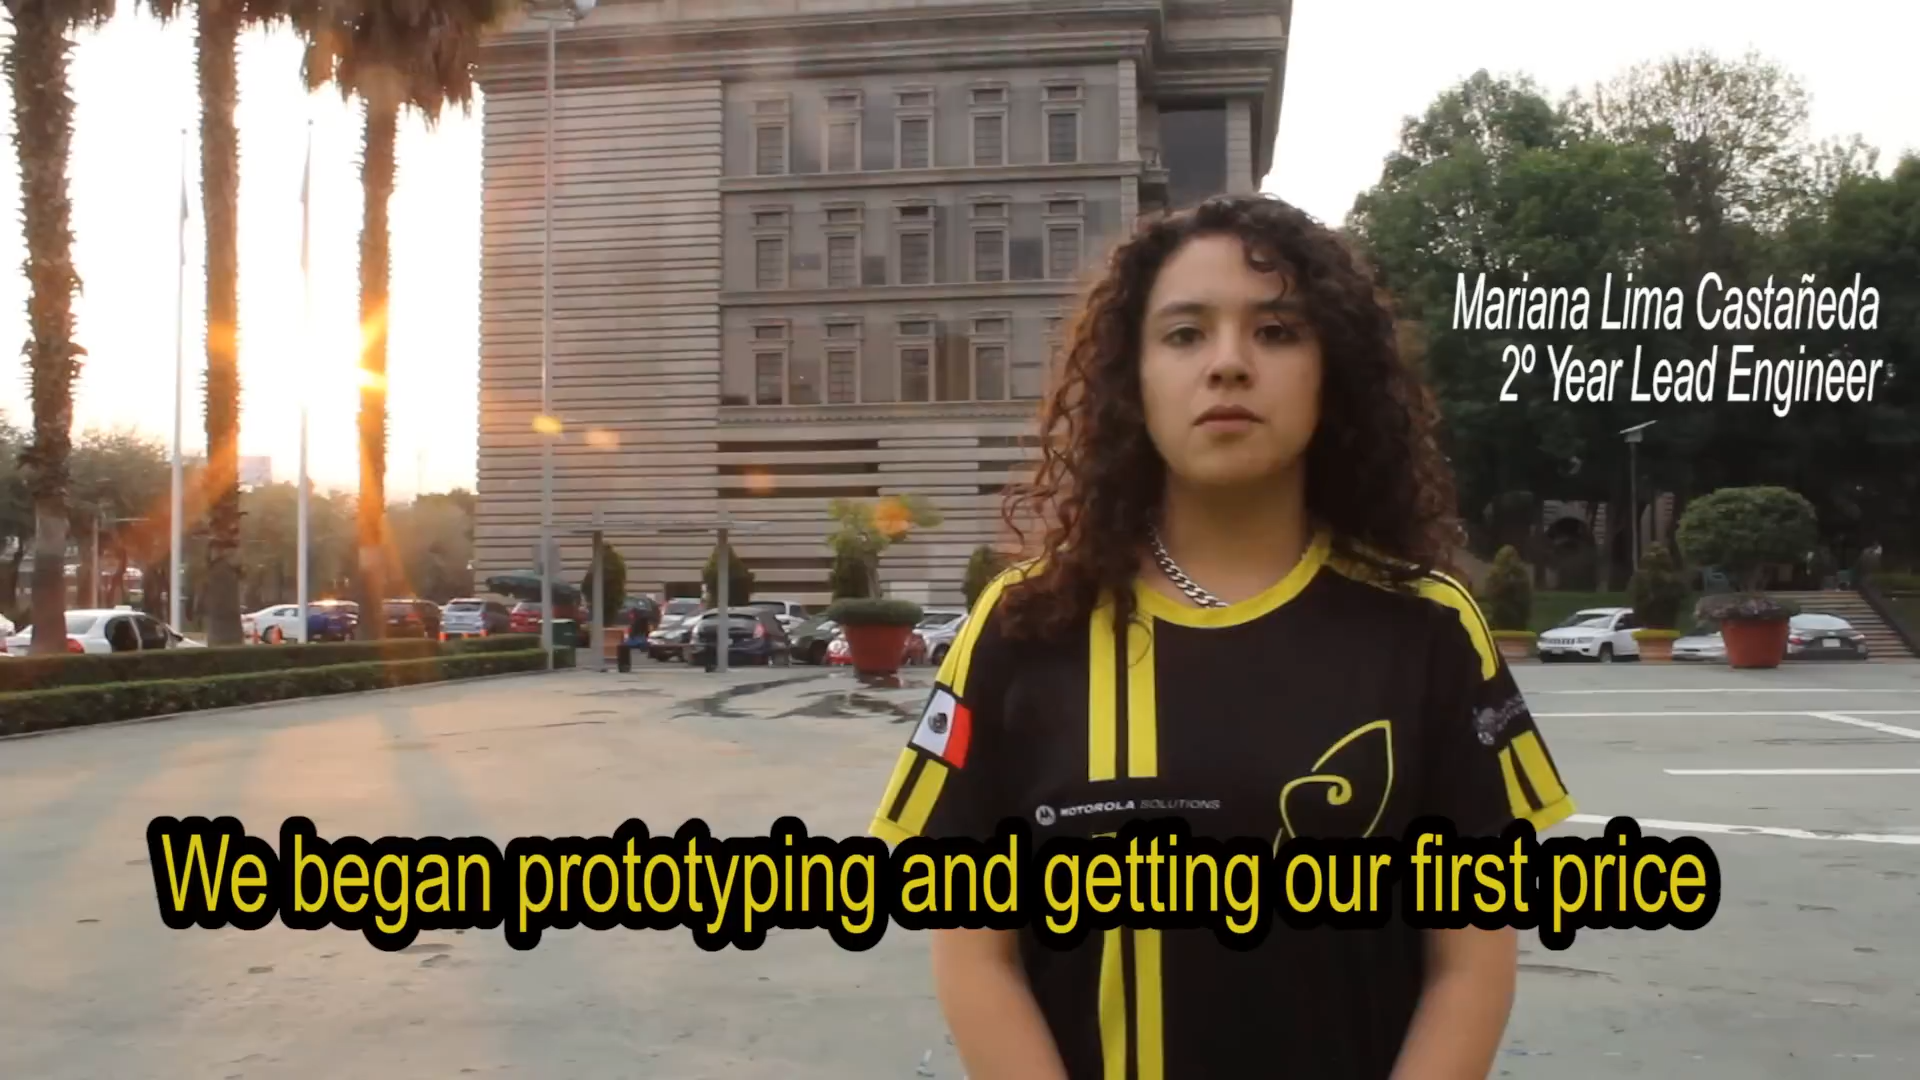 Mariana Lima Castañeda
2º Year Lead Engineer
MOTOROLA SOLUTIONS
We began prototyping and getting our first price